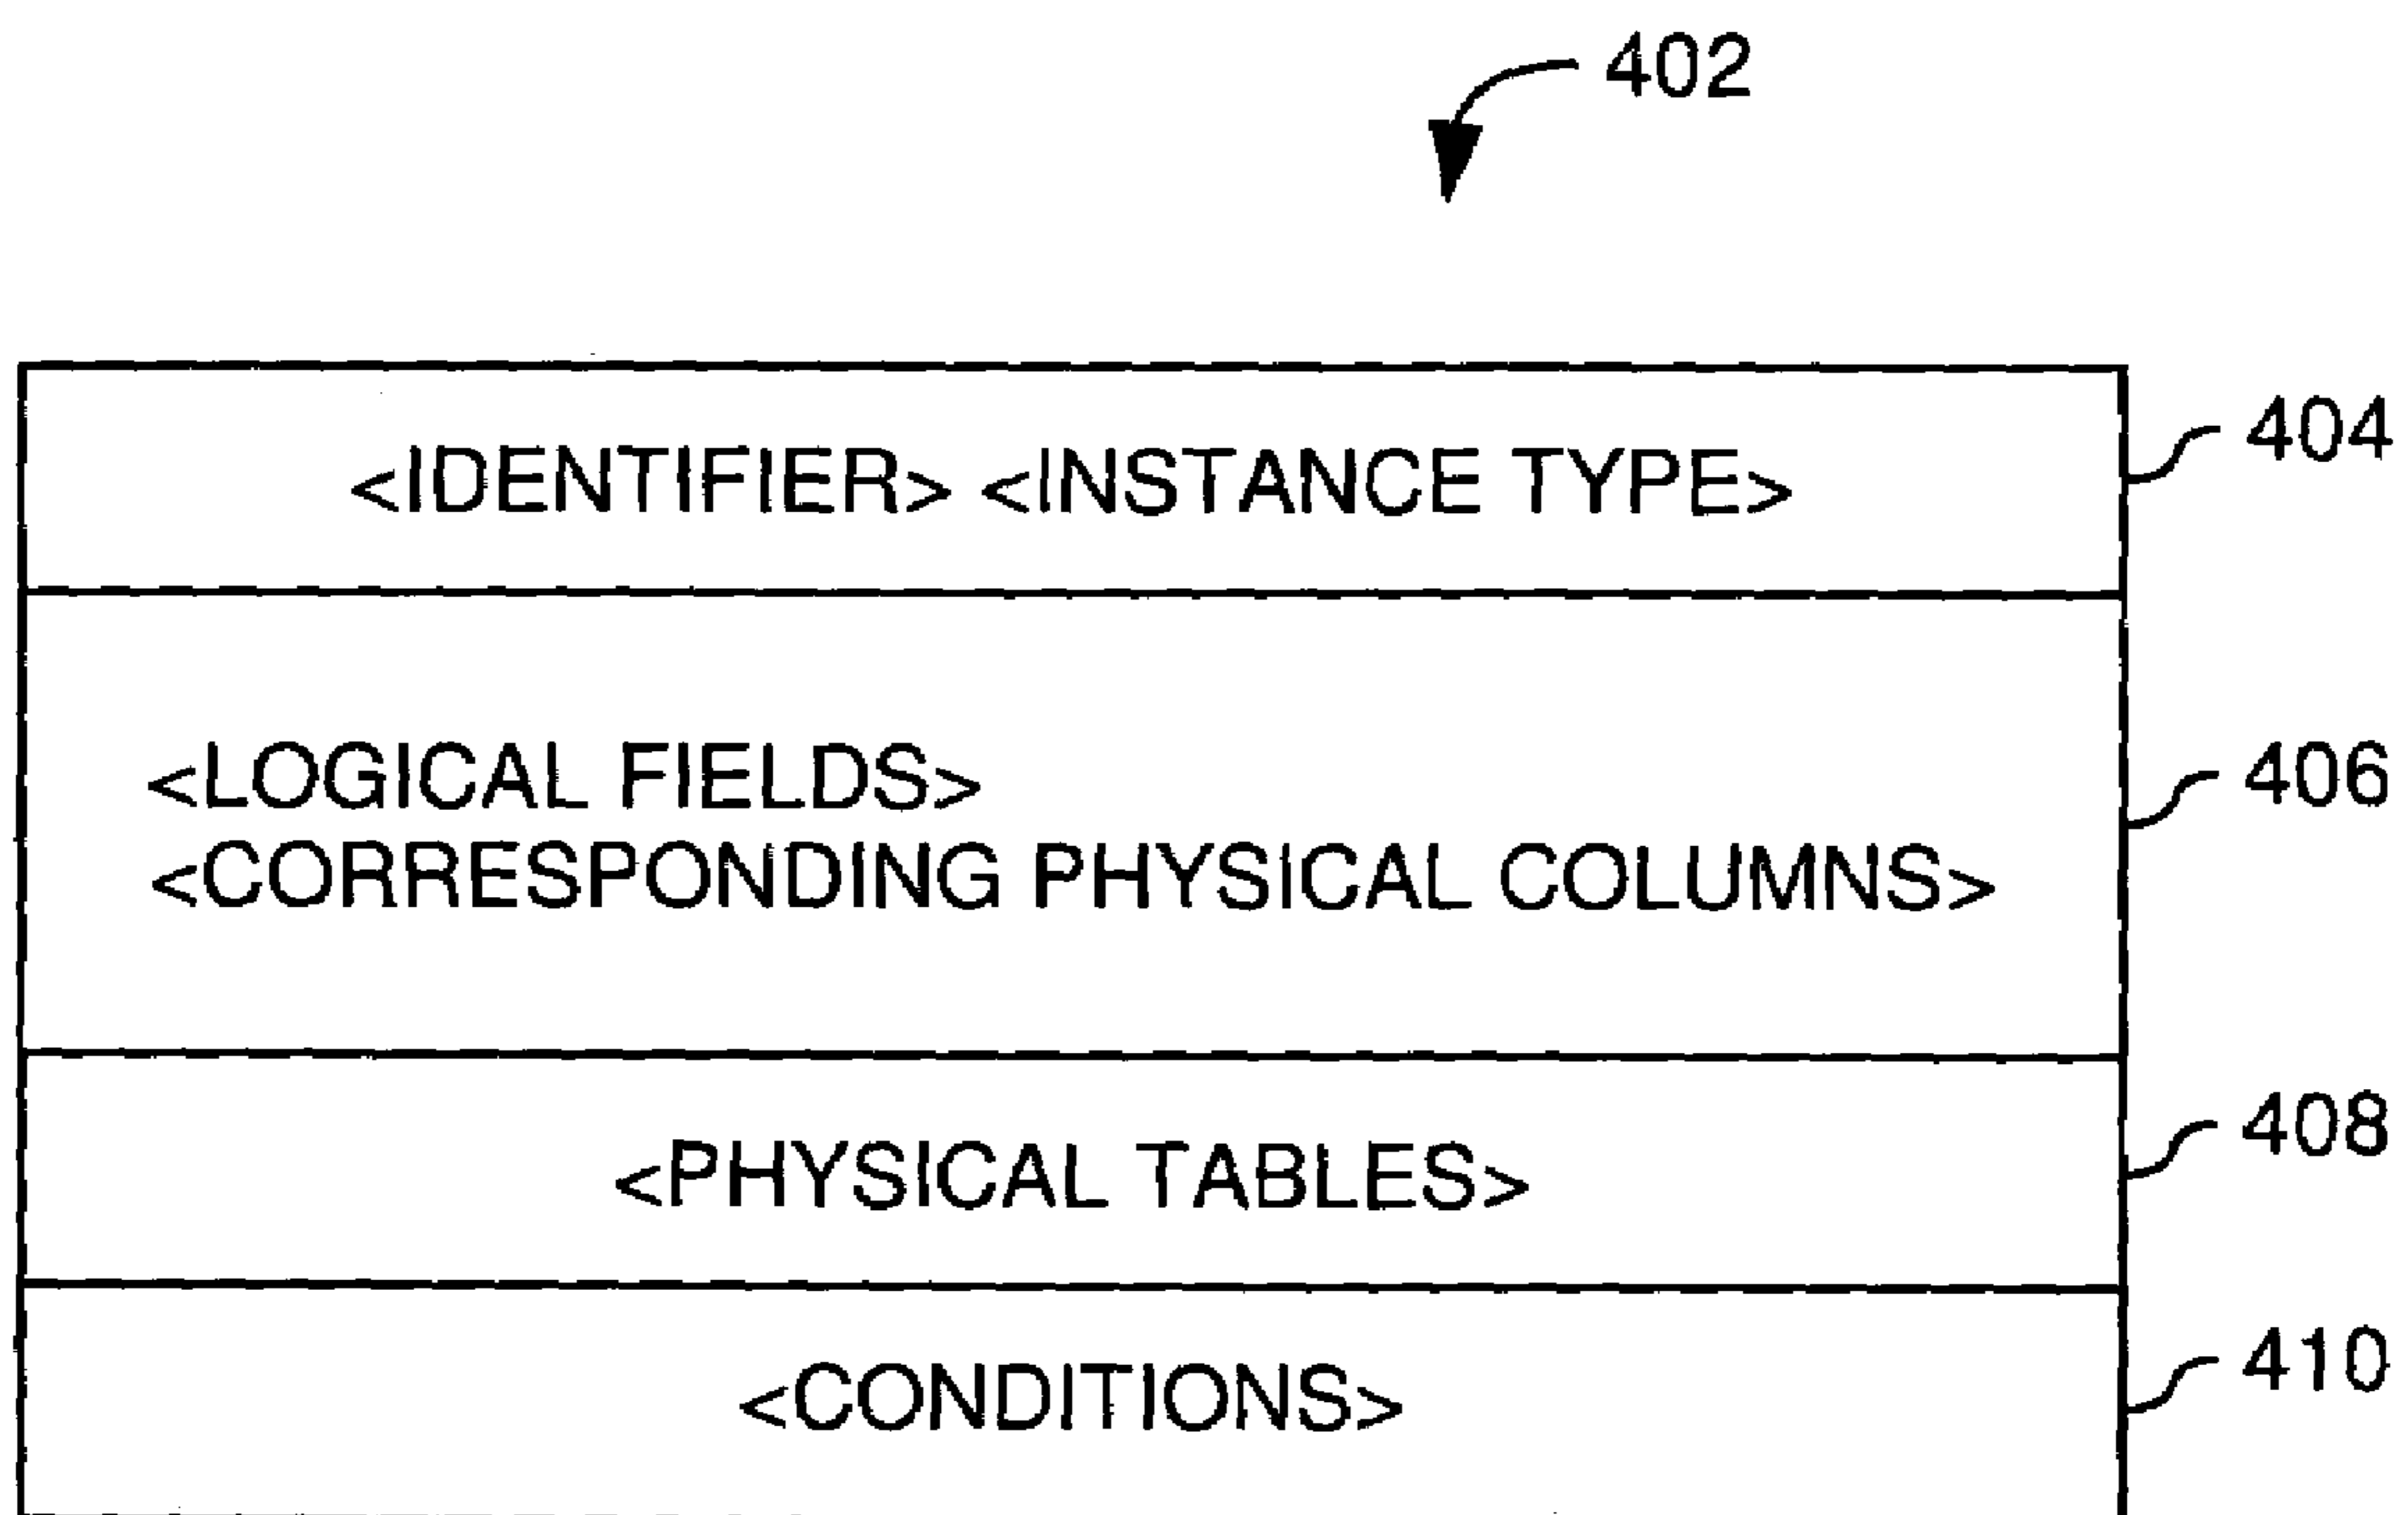 402
<IDENTIFIER> <INSTANCE TYPE>
404
<LOGICAL FIELDS>
<CORRESPONDING PHYSICAL COLUMNS>
406
<PHYSICAL TABLES>
408
<CONDITIONS>
410